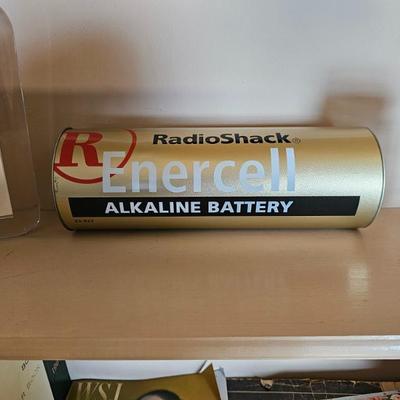 R
RadioShack®
Enercell
ALKALINE BATTERY
WSJ